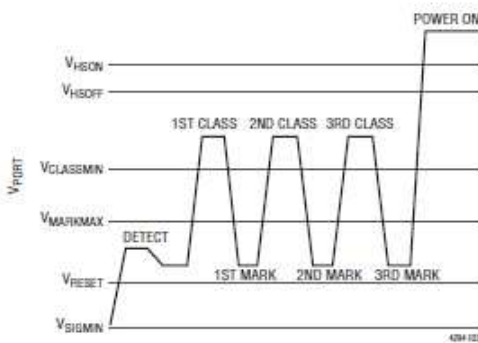 POWER ON
VHSON
VHSOFF
1ST CLASS 2ND CLASS 3RD CLASS
VPORT
VCLASSMIN
VMARKMAX
DETECT
1ST MARK 2ND MARK 3RD MARK
VRESET
VSIGMIN